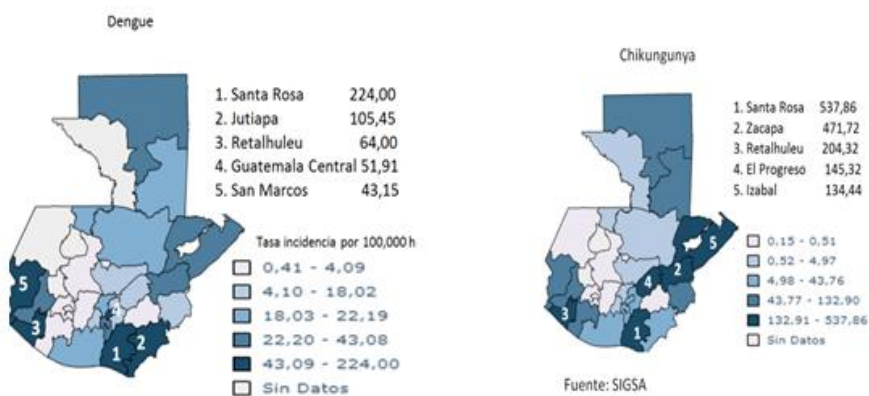 Dengue
1. Santa Rosa 224,00
2. Jutiapa 105,45
3. Retalhuleu 64,00
4. Guatemala Central 51,91
5. San Marcos 43,15
Tasa incidencia por 100,000 h
0,41 - 4,09
4,10 - 18,02
18,03 - 22,19
22,20 - 43,08
43,09 - 224,00
Sin Datos
5
3
4
1
2
Chikungunya
1. Santa Rosa 537,86
2. Zacapa 471,72
3. Retalhuleu 204,32
4. El Progreso 145,32
5. Izabal 134,44
0,15 - 0,51
0,52 - 4,97
4,98 - 43,76
43,77 - 132,90
132,91 - 537,86
Sin Datos
5
2
4
3
1
Fuente: SIGSA